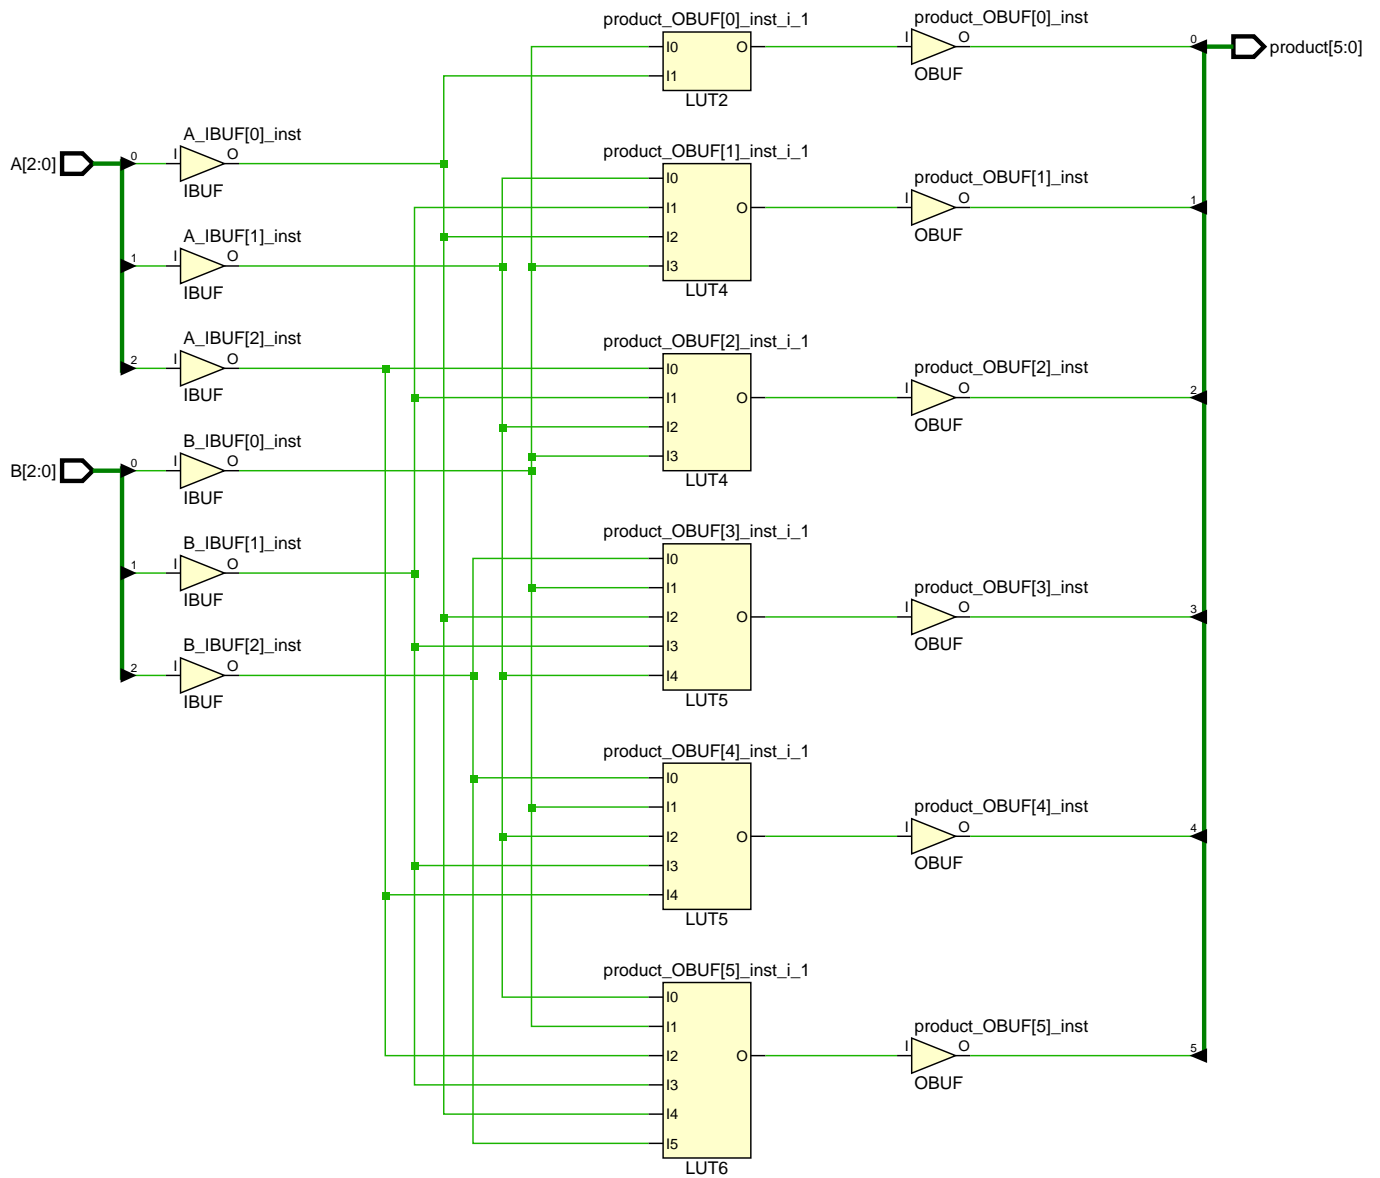 product_OBUF[0]_inst_i_1
I0
I1
O
LUT2
product_OBUF[0]_inst
I
O
OBUF
0
product[5:0]
A[2:0]
0
A_IBUF[0]_inst
I
O
IBUF
product_OBUF[1]_inst_i_1
I0
I1
I2
I3
O
LUT4
product_OBUF[1]_inst
I
O
OBUF
1
1
A_IBUF[1]_inst
I
O
IBUF
2
A_IBUF[2]_inst
I
O
IBUF
product_OBUF[2]_inst_i_1
I0
I1
I2
I3
O
LUT4
product_OBUF[2]_inst
I
O
OBUF
2
B[2:0]
0
B_IBUF[0]_inst
I
O
IBUF
1
B_IBUF[1]_inst
I
O
IBUF
product_OBUF[3]_inst_i_1
I0
I1
I2
I3
I4
O
LUT5
product_OBUF[3]_inst
I
O
OBUF
3
2
B_IBUF[2]_inst
I
O
IBUF
product_OBUF[4]_inst_i_1
I0
I1
I2
I3
I4
O
LUT5
product_OBUF[4]_inst
I
O
OBUF
4
product_OBUF[5]_inst_i_1
I0
I1
I2
I3
I4
I5
O
LUT6
product_OBUF[5]_inst
I
O
OBUF
5